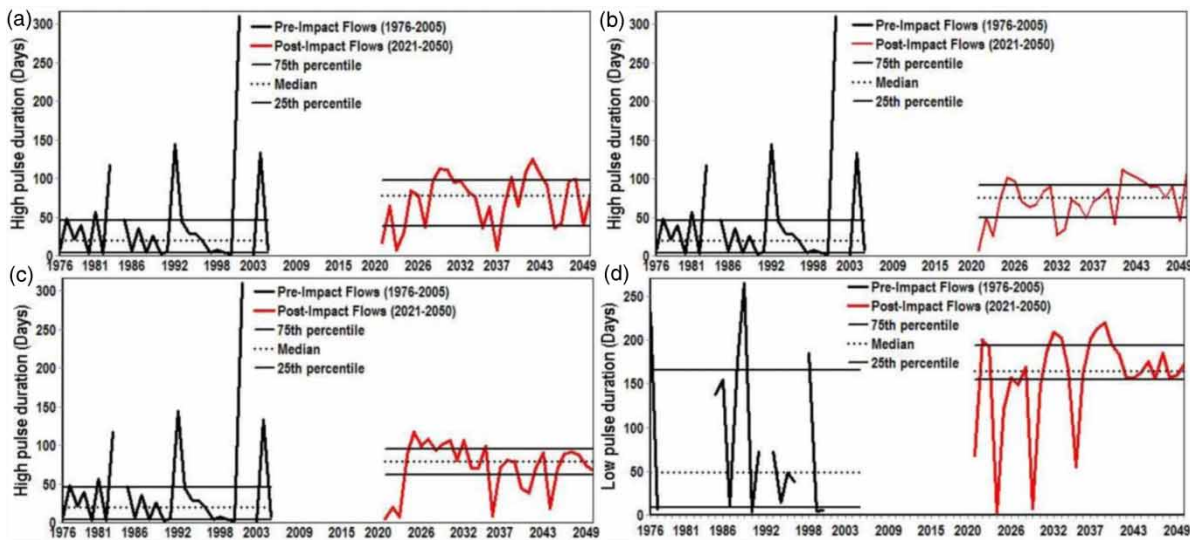 (a)
High pulse duration (Days)
300
250
200
150
100
50
0
Pre-Impact Flows (1976-2005)
Post-Impact Flows (2021-2050)
75th percentile
Median
25th percentile
1976 1981 1986 1992 1998 2003 2009 2015 2020 2026 2032 2037 2043 2049
(b)
High pulse duration (Days)
300
250
200
150
100
50
0
Pre-Impact Flows (1976-2005)
Post-Impact Flows (2021-2050)
75th percentile
Median
25th percentile
1976 1981 1986 1992 1998 2003 2009 2015 2020 2026 2032 2037 2043 2049
(c)
High pulse duration (Days)
300
250
200
150
100
50
0
Pre-Impact Flows (1976-2005)
Post-Impact Flows (2021-2050)
75th percentile
Median
25th percentile
1976 1981 1986 1992 1998 2003 2009 2015 2020 2026 2032 2037 2043 2049
(d)
Low pulse duration (Days)
250
200
150
100
50
0
Pre-Impact Flows (1976-2005)
Post-Impact Flows (2021-2050)
75th percentile
Median
25th percentile
1976 1981 1986 1992 1998 2003 2009 2015 2020 2026 2032 2037 2043 2049